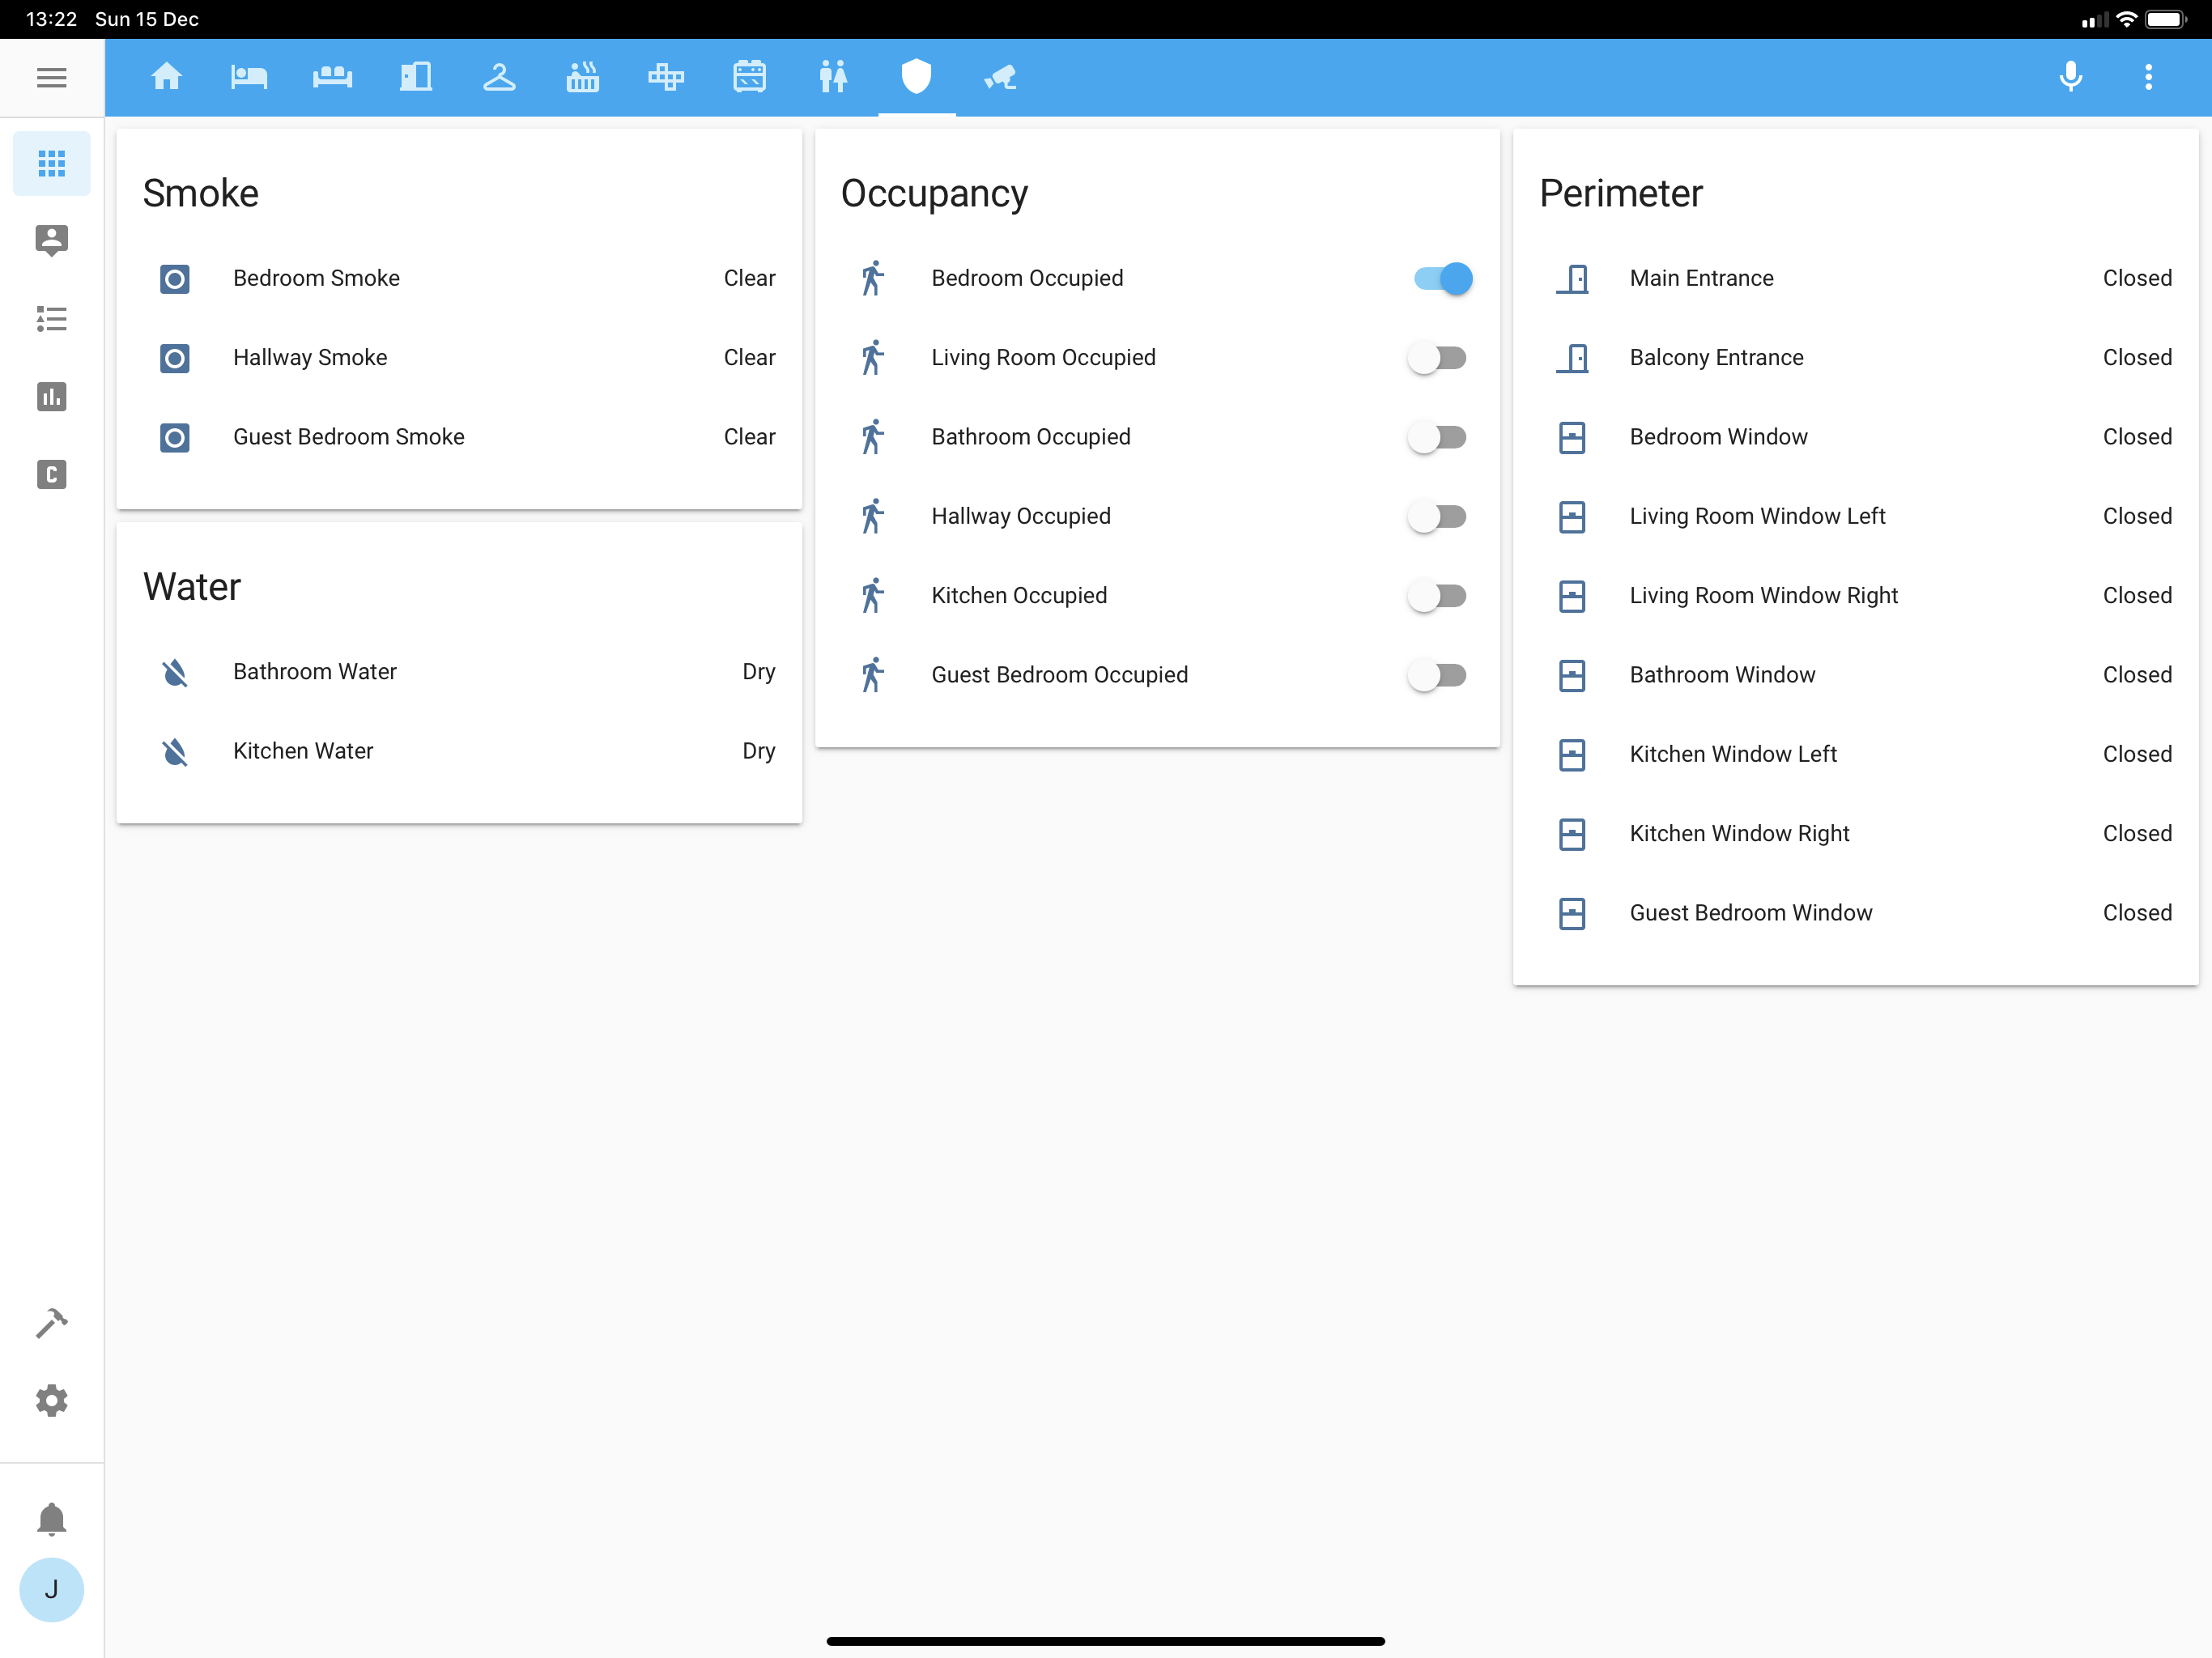 13:22 Sun 15 Dec
Smoke
Bedroom Smoke Clear
Hallway Smoke Clear
Guest Bedroom Smoke Clear
Water
Bathroom Water Dry
Kitchen Water Dry
Occupancy
Bedroom Occupied
Living Room Occupied
Bathroom Occupied
Hallway Occupied
Kitchen Occupied
Guest Bedroom Occupied
Perimeter
Main Entrance Closed
Balcony Entrance Closed
Bedroom Window Closed
Living Room Window Left Closed
Living Room Window Right Closed
Bathroom Window Closed
Kitchen Window Left Closed
Kitchen Window Right Closed
Guest Bedroom Window Closed
C
J